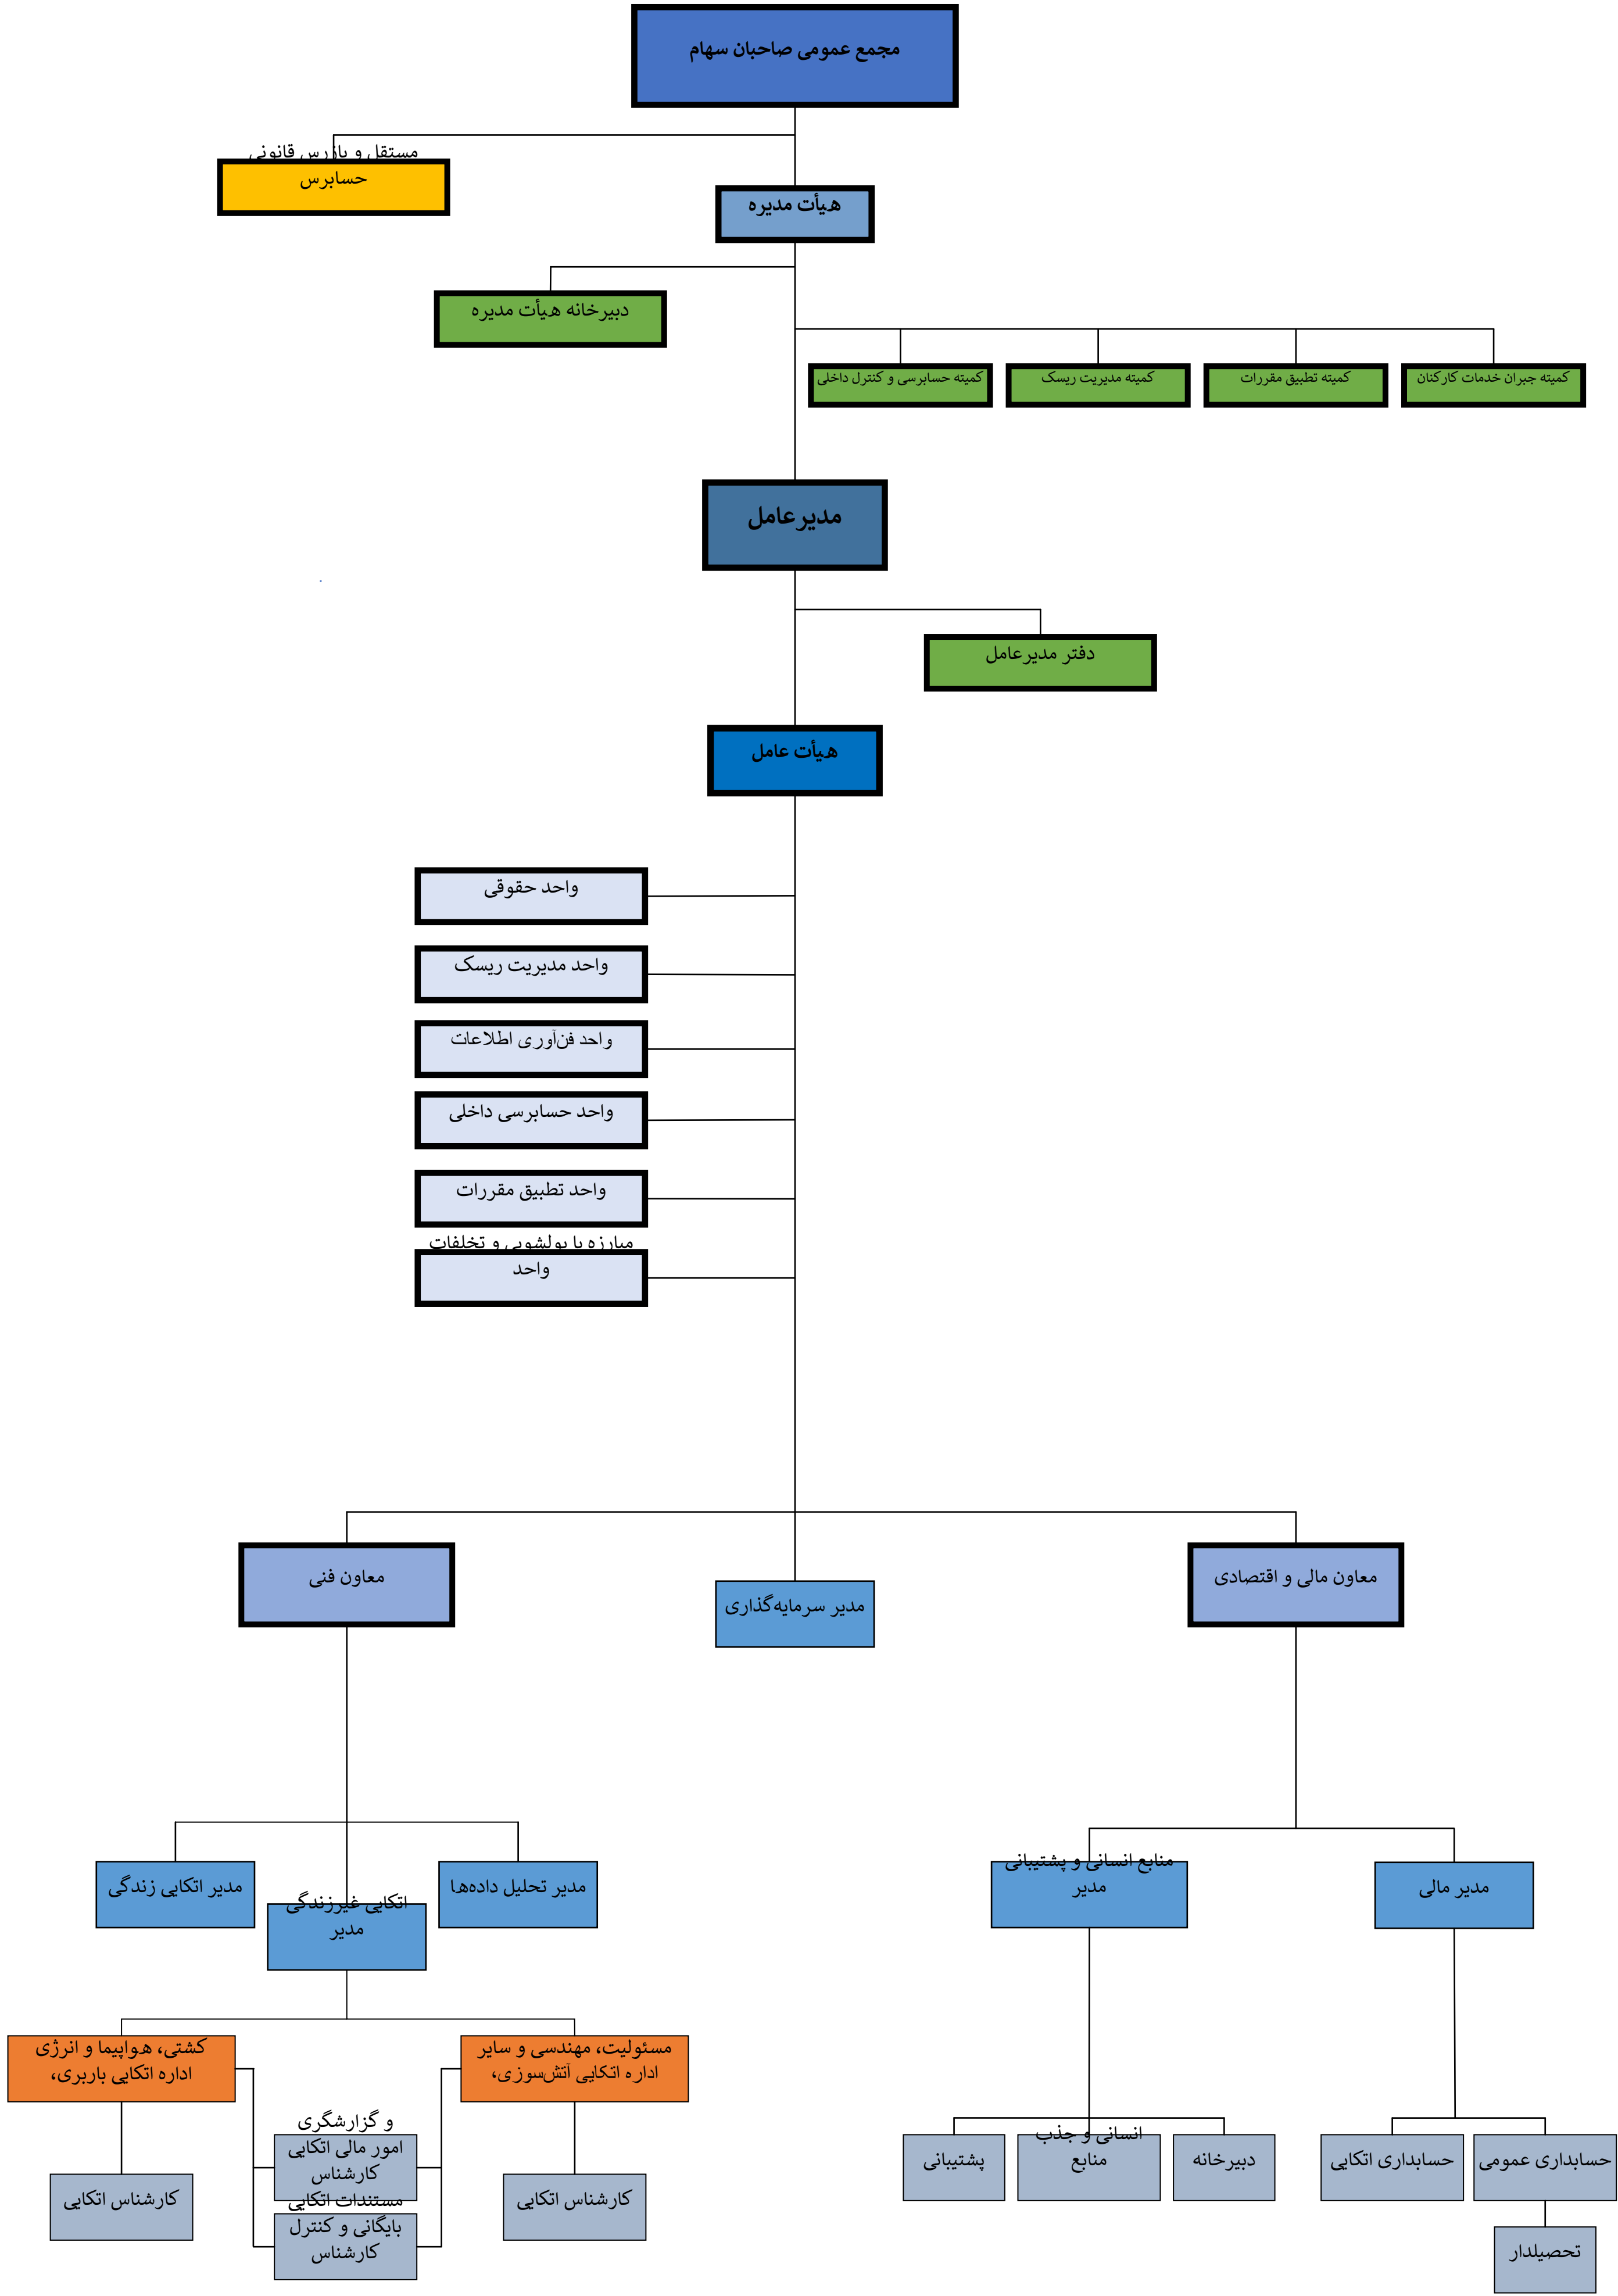 مجمع عمومی صاحبان سهام
مستقل و بازرس قانونی
حسابرس
هیأت مدیره
دبیرخانه هیأت مدیره
کمیته جبران خدمات کارکنان
کمیته تطبیق مقررات
کمیته مدیریت ریسک
کمیته حسابرسی و کنترل داخلی
مدیرعامل
دفتر مدیرعامل
هیأت عامل
واحد حقوقی
واحد مدیریت ریسک
واحد فن‌آوری اطلاعات
واحد حسابرسی داخلی
واحد تطبیق مقررات
مبارزه با پولشویی و تخلفات
واحد
معاون مالی و اقتصادی
مدیر سرمایه‌گذاری
معاون فنی
مدیر مالی
منابع انسانی و پشتیبانی
مدیر
مدیر تحلیل داده‌ها
اتکایی غیرزندگی
مدیر
مدیر اتکایی زندگی
مسئولیت، مهندسی و سایر
اداره اتکایی آتش‌سوزی،
کشتی، هواپیما و انرژی
اداره اتکایی باربری،
حسابداری عمومی
حسابداری اتکایی
دبیرخانه
انسانی و جذب
منابع
پشتیبانی
کارشناس اتکایی
و گزارشگری
امور مالی اتکایی
کارشناس
مستندات اتکایی
بایگانی و کنترل
کارشناس
کارشناس اتکایی
تحصیلدار